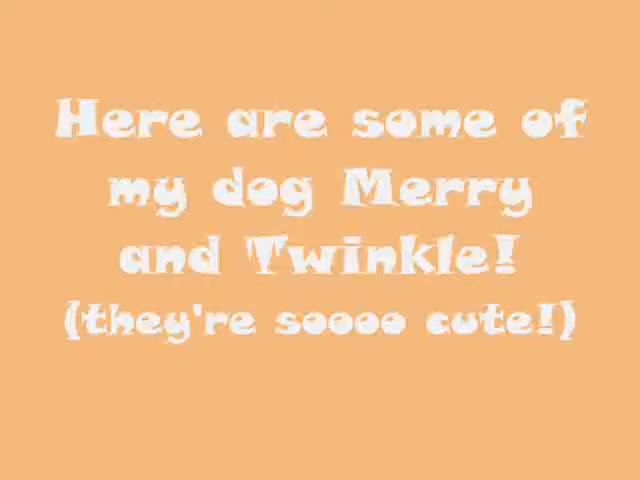 Here are some of
my dog Merry
and Twinkle!
(they're soooo cute!)